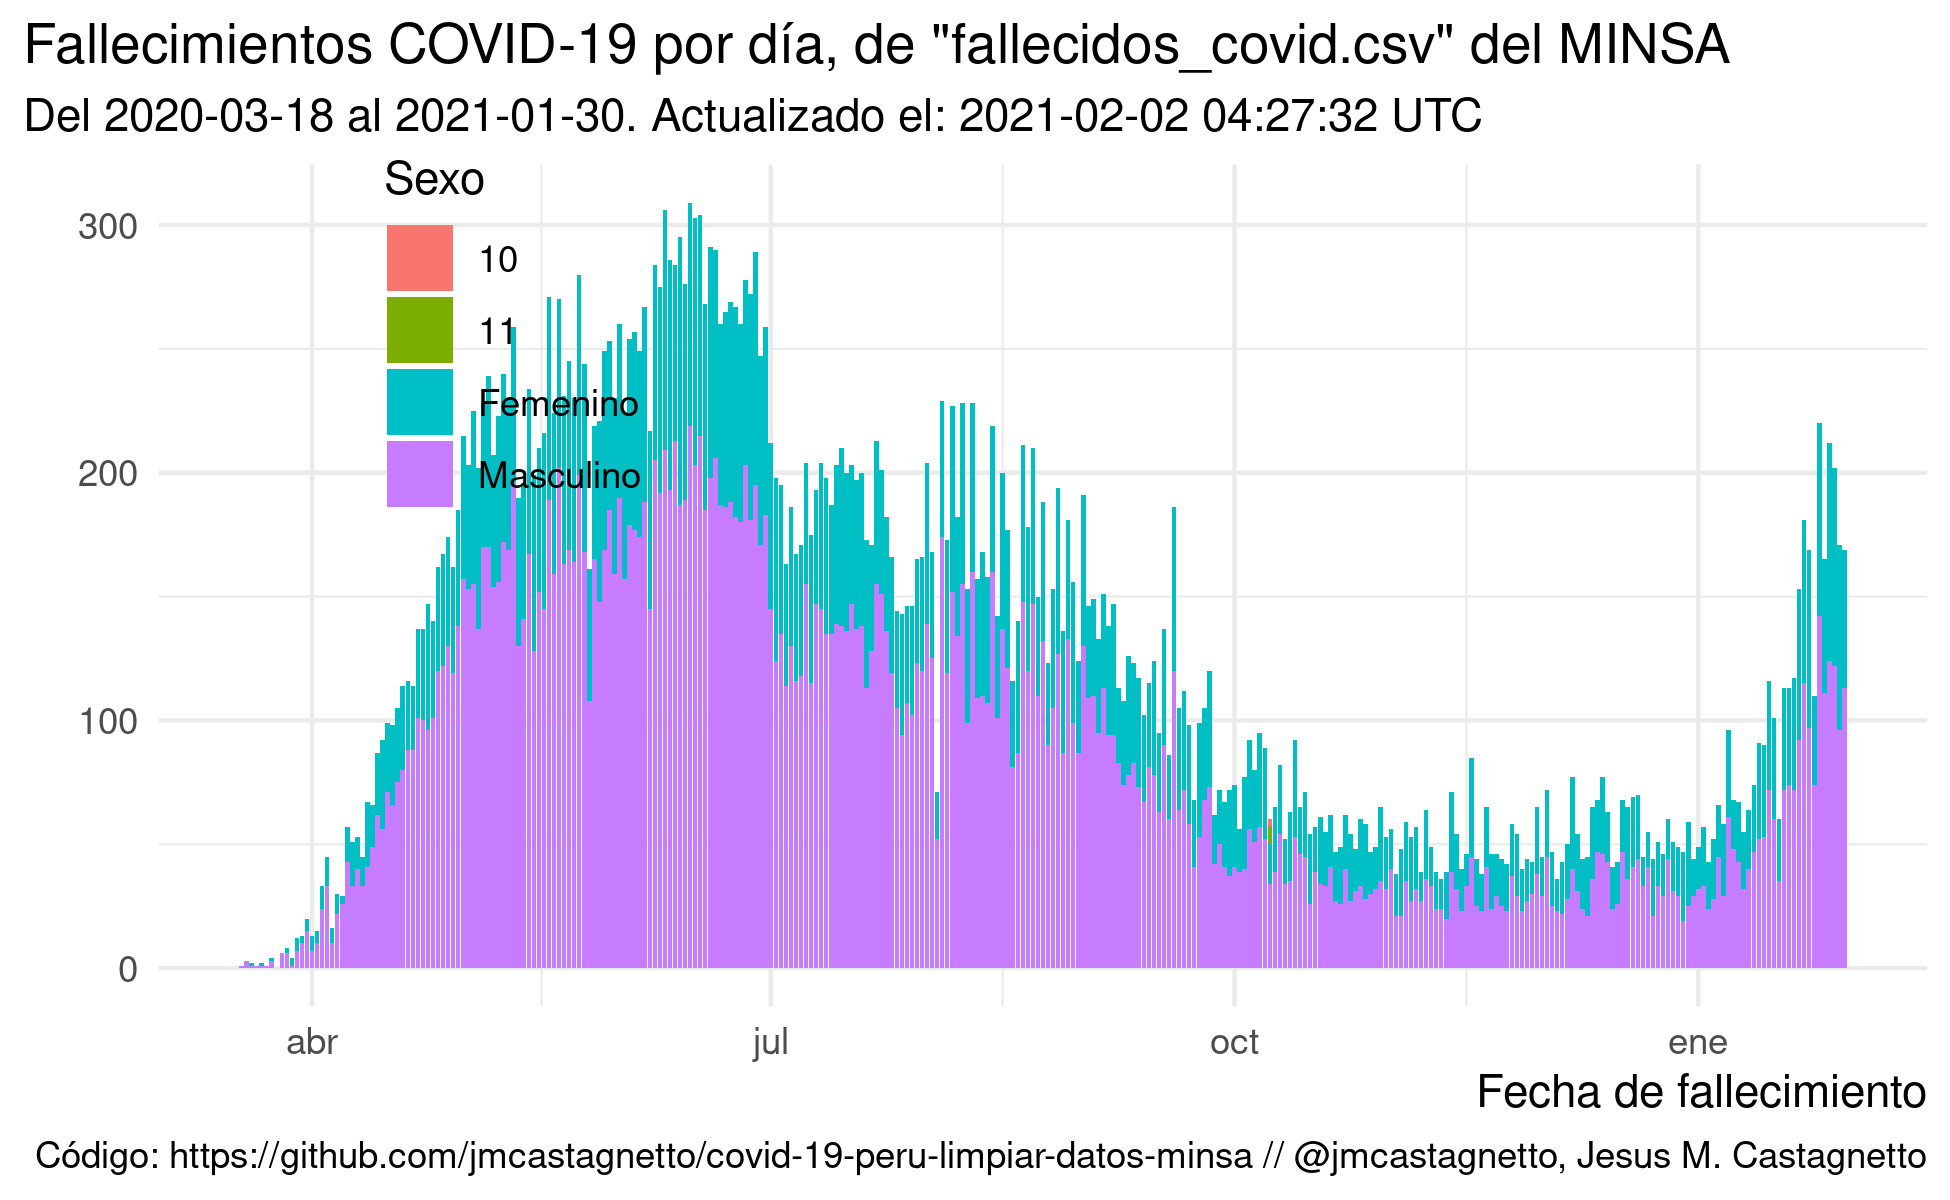 Fallecimientos COVID-19 por día, de "fallecidos_covid.csv" del MINSA
Del 2020-03-18 al 2021-01-30. Actualizado el: 2021-02-02 04:27:32 UTC
Sexo
10
11
Femenino
Masculino
300
200
100
0
abr jul oct ene
Fecha de fallecimiento
Código: https://github.com/jmcastagnetto/covid-19-peru-limpiar-datos-minsa // @jmcastagnetto, Jesus M. Castagnetto